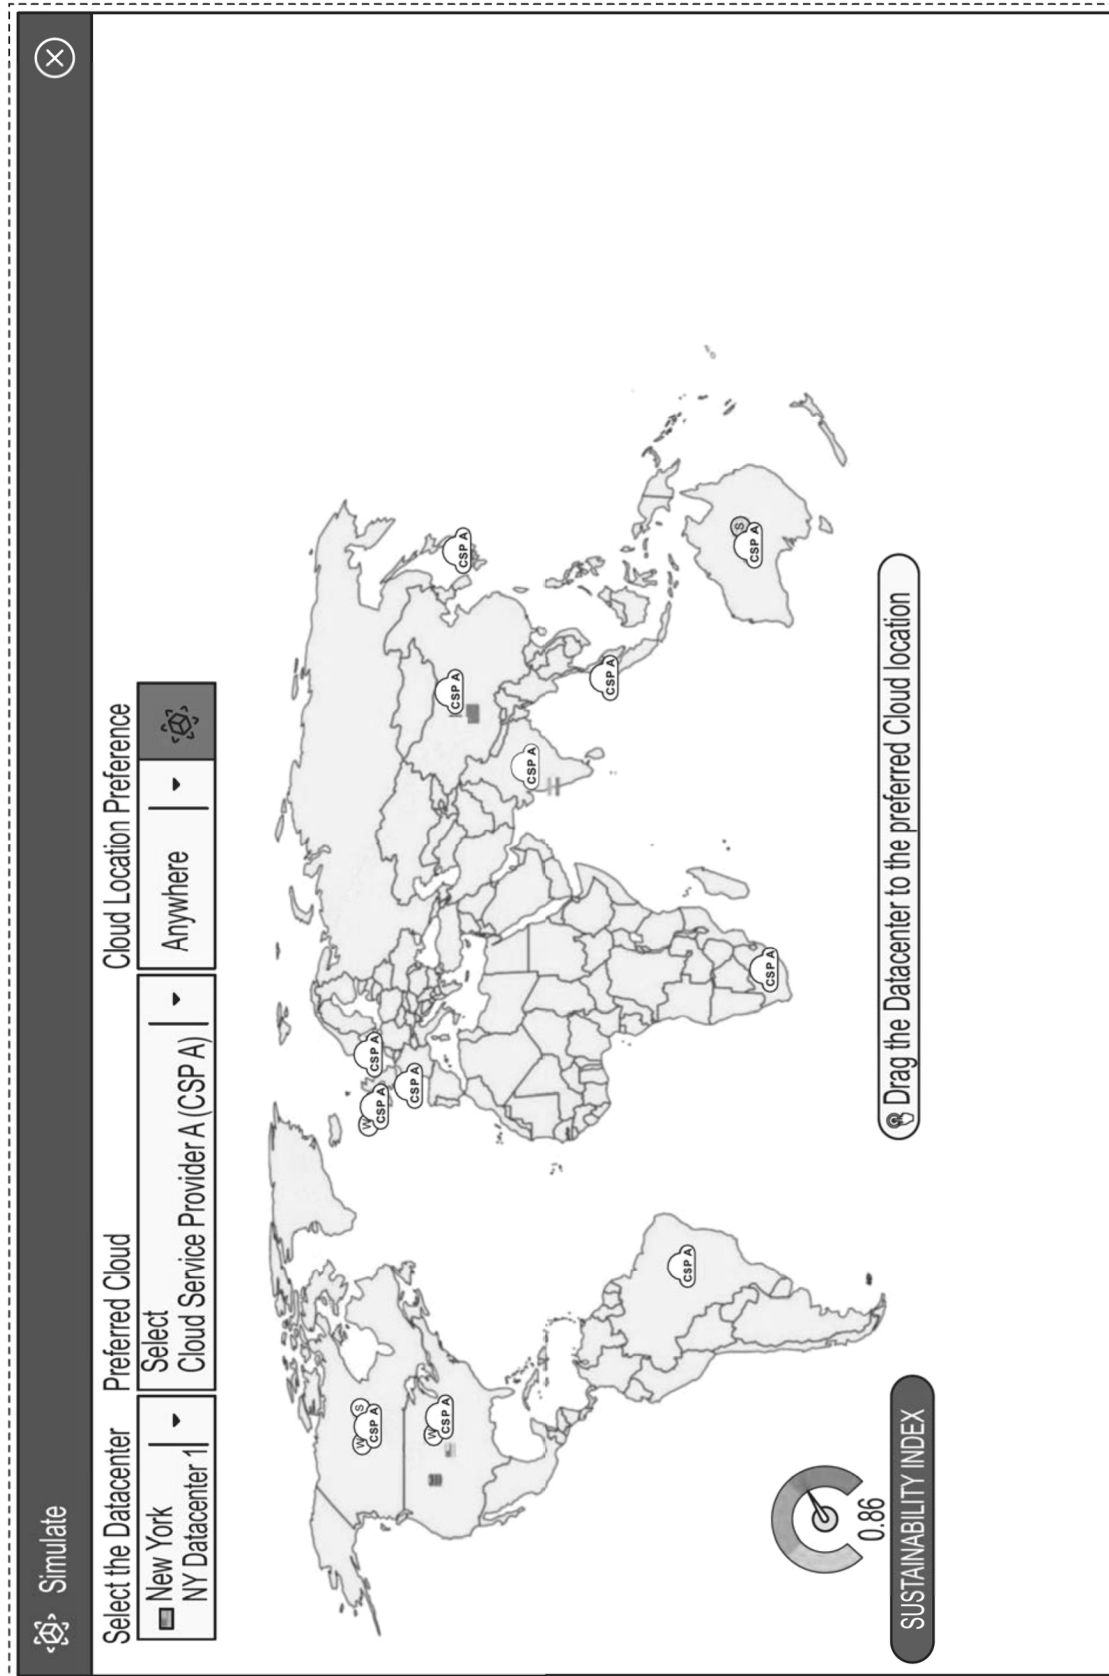 Simulate
Select the Datacenter
Preferred Cloud
Cloud Location Preference
New York
NY Datacenter 1
Select
Cloud Service Provider A (CSP A)
Anywhere
W
S
CSP A
W
CSP A
CSP A
W
CSP A
CSP A
CSP A
CSP A
CSP A
CSP A
CSP A
CSP A
S
CSP A
0.86
SUSTAINABILITY INDEX
Drag the Datacenter to the preferred Cloud location